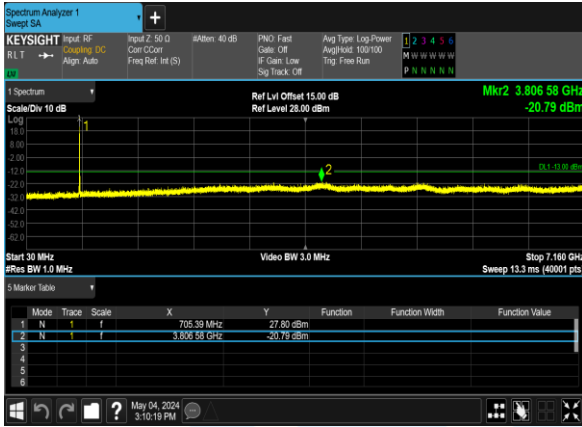 Spectrum Analyzer 1
Swept SA
KEYSIGHT Input: RF Input Z: 50 Ω #Atten: 40 dB PNO: Fast Avg Type: Log-Power 1 2 3 4 5 6
RLT Coupling: DC Corr CCorr Gate: Off Avg|Hold: 100/100 M W W W W W
Align: Auto Freq Ref: Int (S) IF Gain: Low Trig: Free Run
Sig Track: Off P N N N N N
1 Spectrum
Ref Lvl Offset 15.00 dB Mkr2 3.806 58 GHz
Scale/Div 10 dB Ref Level 28.00 dBm -20.79 dBm
Log
1
18.0
8.00
-2.00
-12.0 2 DL1 -13.00 dBm
-22.0
-32.0
-42.0
-52.0
-62.0
Start 30 MHz Video BW 3.0 MHz Stop 7.160 GHz
#Res BW 1.0 MHz Sweep 13.3 ms (40001 pts
5 Marker Table
Mode Trace Scale X Y Function Function Width Function Value
1 N 1 f 705.39 MHz 27.80 dBm
2 N 1 f 3.806 58 GHz -20.79 dBm
3
4
5
6
? May 04, 2024
3:10:19 PM